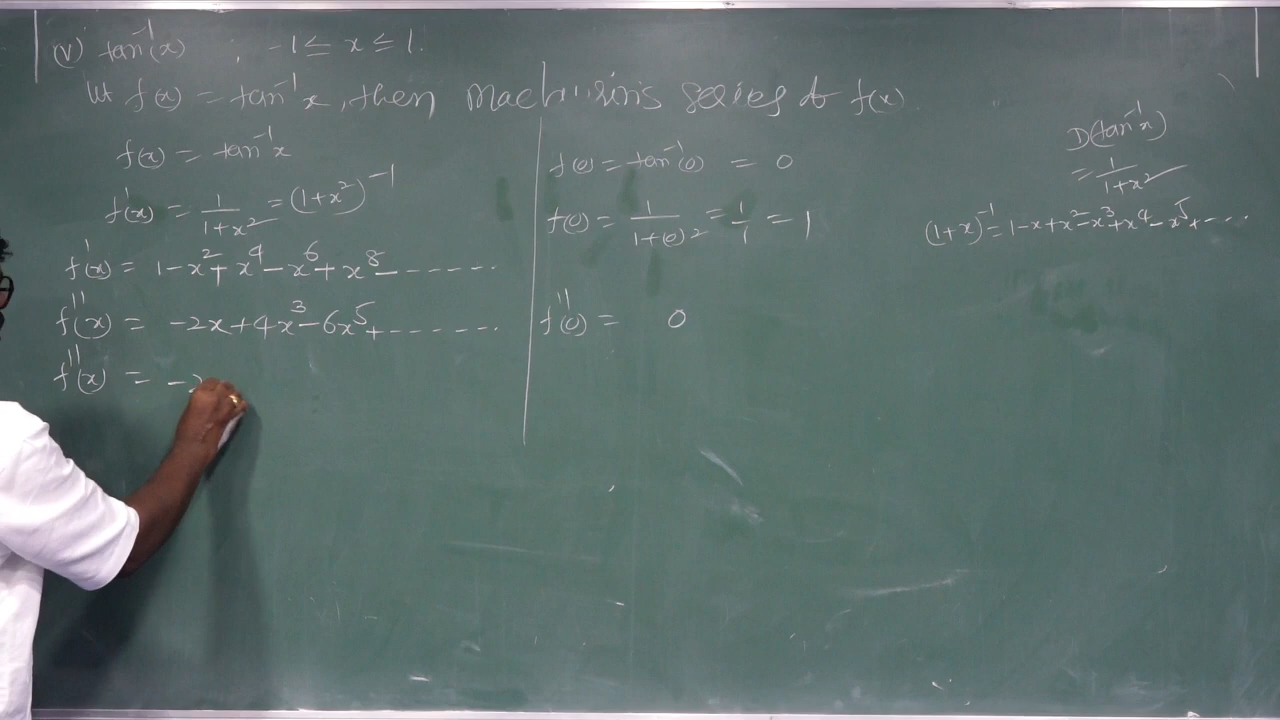 (v) tan⁻¹(x) ; -1 ≤ x ≤ 1.
Let f(x) = tan⁻¹x, then series f(x)
f(x) = tan⁻¹x
f'(x) = 1/(1+x²) = (1+x²)⁻¹
f'(x) = 1-x²+x⁴-x⁶+x⁸-------
f''(x) = -2x+4x³-6x⁵+-------
f''(x) = -2
f(0) = tan⁻¹(0) = 0
f(0) = 1/(1+(0)²) = 1/1 = 1
f''(0) = 0
D(tan⁻¹x)
= 1/(1+x²)
(1+x)⁻¹ = 1-x+x²-x³+x⁴-x⁵+----